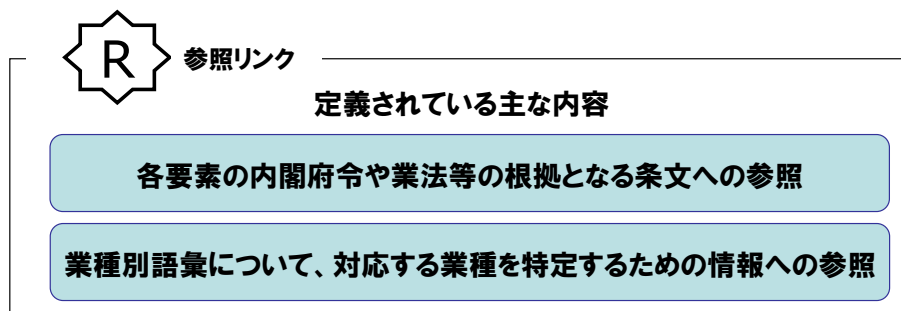 R 参照リンク
定義されている主な内容
各要素の内閣府令や業法等の根拠となる条文への参照
業種別語彙について、対応する業種を特定するための情報への参照